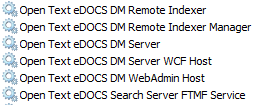 Open Text eDOCS DM Remote Indexer
Open Text eDOCS DM Remote Indexer Manager
Open Text eDOCS DM Server
Open Text eDOCS DM Server WCF Host
Open Text eDOCS DM WebAdmin Host
Open Text eDOCS Search Server FTMF Service